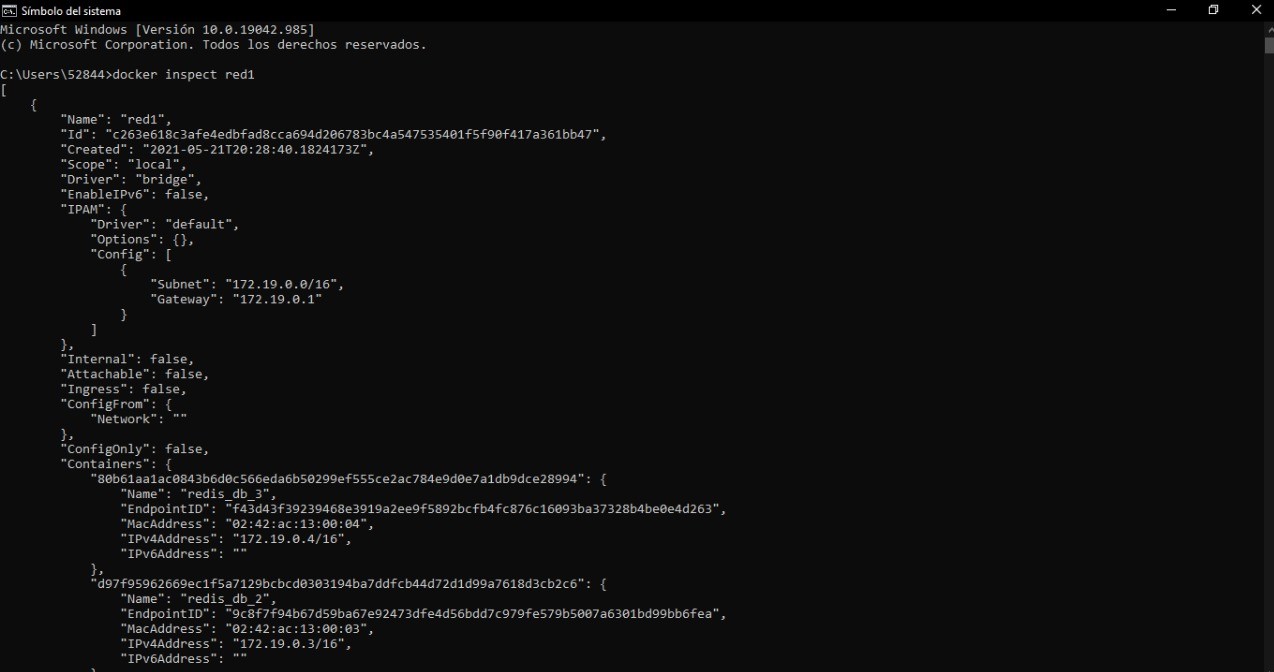 Símbolo del sistema
Microsoft Windows [Versión 10.0.19042.985]
(c) Microsoft Corporation. Todos los derechos reservados.
C:\Users\52844>docker inspect red1
[
    {
        "Name": "red1",
        "Id": "c263e618c3afe4edbfad8cca694d206783bc4a547535401f5f90f417a361bb47",
        "Created": "2021-05-21T20:28:40.1824173Z",
        "Scope": "local",
        "Driver": "bridge",
        "EnableIPv6": false,
        "IPAM": {
            "Driver": "default",
            "Options": {},
            "Config": [
                {
                    "Subnet": "172.19.0.0/16",
                    "Gateway": "172.19.0.1"
                }
            ]
        },
        "Internal": false,
        "Attachable": false,
        "Ingress": false,
        "ConfigFrom": {
            "Network": ""
        },
        "ConfigOnly": false,
        "Containers": {
            "80b61aa1ac0843b6d0c566eda6b50299ef555ce2ac784e9d0e7a1db9dce28994": {
                "Name": "redis_db_3",
                "EndpointID": "f43d43f39239468e3919a2ee9f5892bcfb4fc876c16093ba37328b4be0e4d263",
                "MacAddress": "02:42:ac:13:00:04",
                "IPv4Address": "172.19.0.4/16",
                "IPv6Address": ""
            },
            "d97f95962669ec1f5a7129bcbcd0303194ba7ddfcb44d72d1d99a7618d3cb2c6": {
                "Name": "redis_db_2",
                "EndpointID": "9c8f7f94b67d59ba67e92473dfe4d56bdd7c979fe579b5007a6301bd99bb6fea",
                "MacAddress": "02:42:ac:13:00:03",
                "IPv4Address": "172.19.0.3/16",
                "IPv6Address": ""